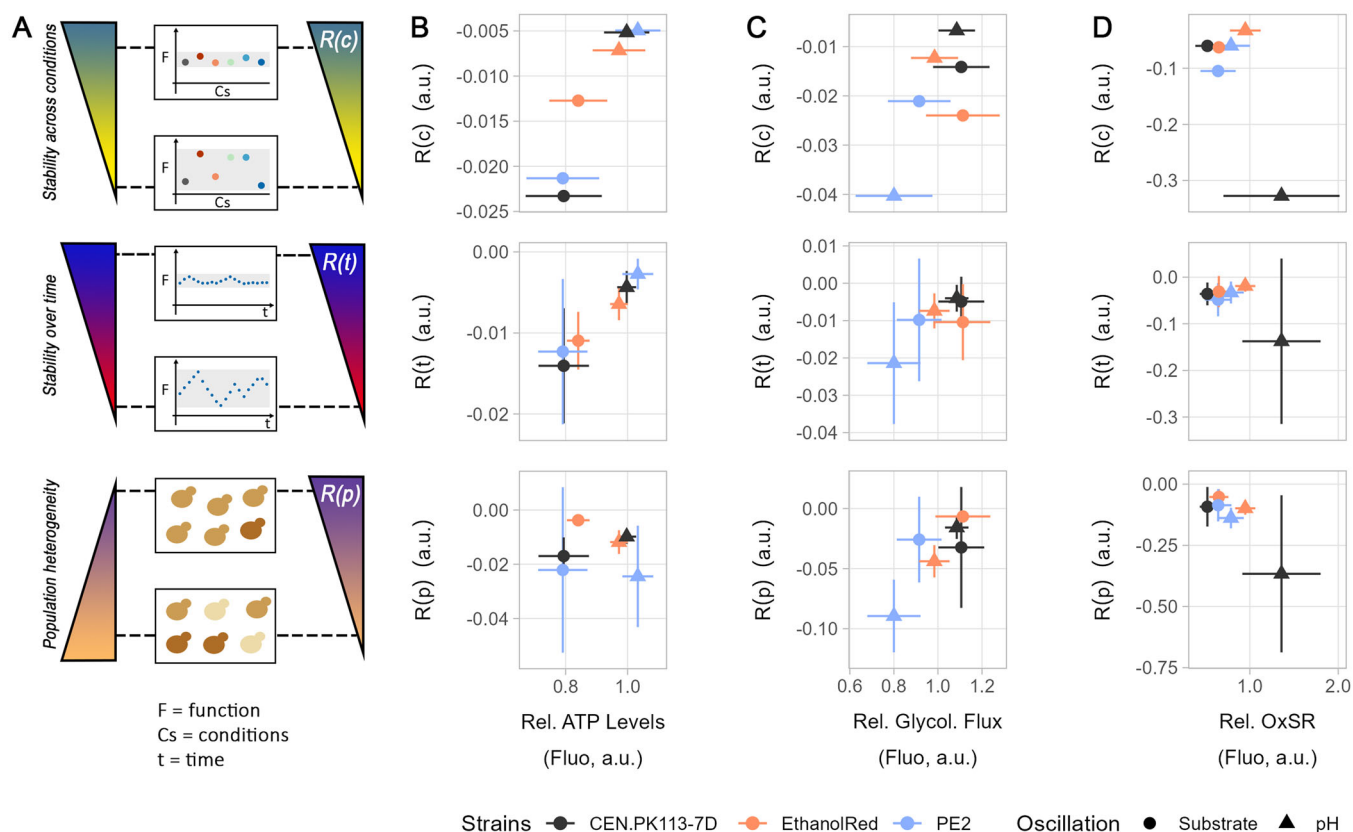 A
Stability across conditions
F
Cs
F
Cs
R(c)
Stability over time
F
t
F
t
R(t)
Population heterogeneity
R(p)
F = function
Cs = conditions
t = time
B
R(c) (a.u.)
-0.005
-0.010
-0.015
-0.020
-0.025
R(t) (a.u.)
0.00
-0.01
-0.02
R(p) (a.u.)
0.00
-0.02
-0.04
0.8 1.0
Rel. ATP Levels
(Fluo, a.u.)
C
R(c) (a.u.)
-0.01
-0.02
-0.03
-0.04
R(t) (a.u.)
0.01
0.00
-0.01
-0.02
-0.03
-0.04
R(p) (a.u.)
0.00
-0.05
-0.10
0.6 0.8 1.0 1.2
Rel. Glycol. Flux
(Fluo, a.u.)
D
R(c) (a.u.)
-0.1
-0.2
-0.3
R(t) (a.u.)
0.0
-0.1
-0.2
-0.3
R(p) (a.u.)
0.00
-0.25
-0.50
-0.75
1.0 2.0
Rel. OxSR
(Fluo, a.u.)
Strains CEN.PK113-7D EthanolRed PE2 Oscillation Substrate pH